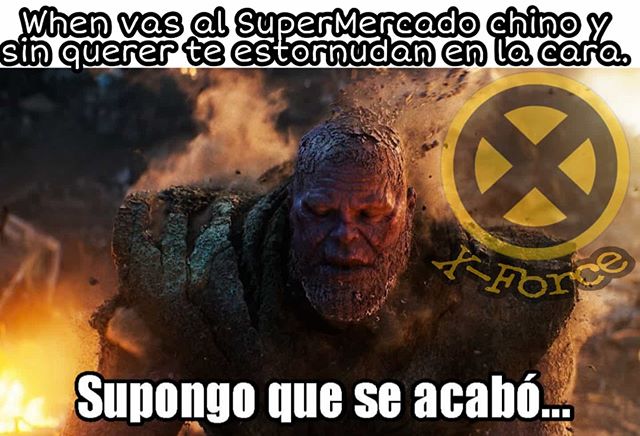 When vas al SuperMercado chino y
sin querer te estornudan en la cara.
X-Force
Supongo que se acabó...